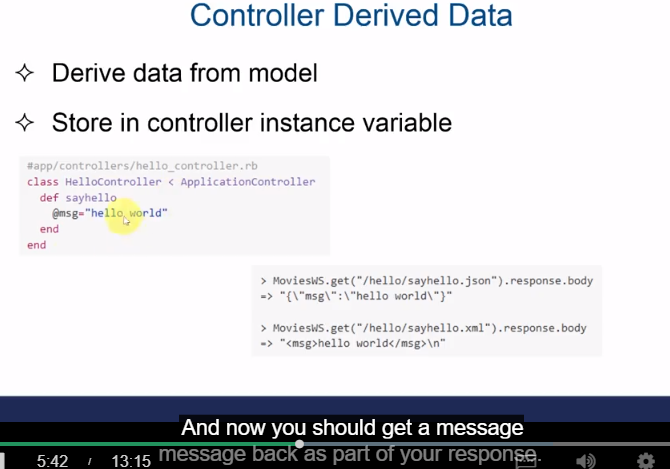 Controller Derived Data
✧ Derive data from model
✧ Store in controller instance variable
#app/controllers/hello_controller.rb
class HelloController < ApplicationController
  def sayhello
    @msg="hello world"
  end
end
> MoviesWS.get("/hello/sayhello.json").response.body
=> "{\"msg\":\"hello world\"}"
> MoviesWS.get("/hello/sayhello.xml").response.body
=> "<msg>hello world</msg>\n"
And now you should get a message
message back as part of your response.
5:42 / 13:15